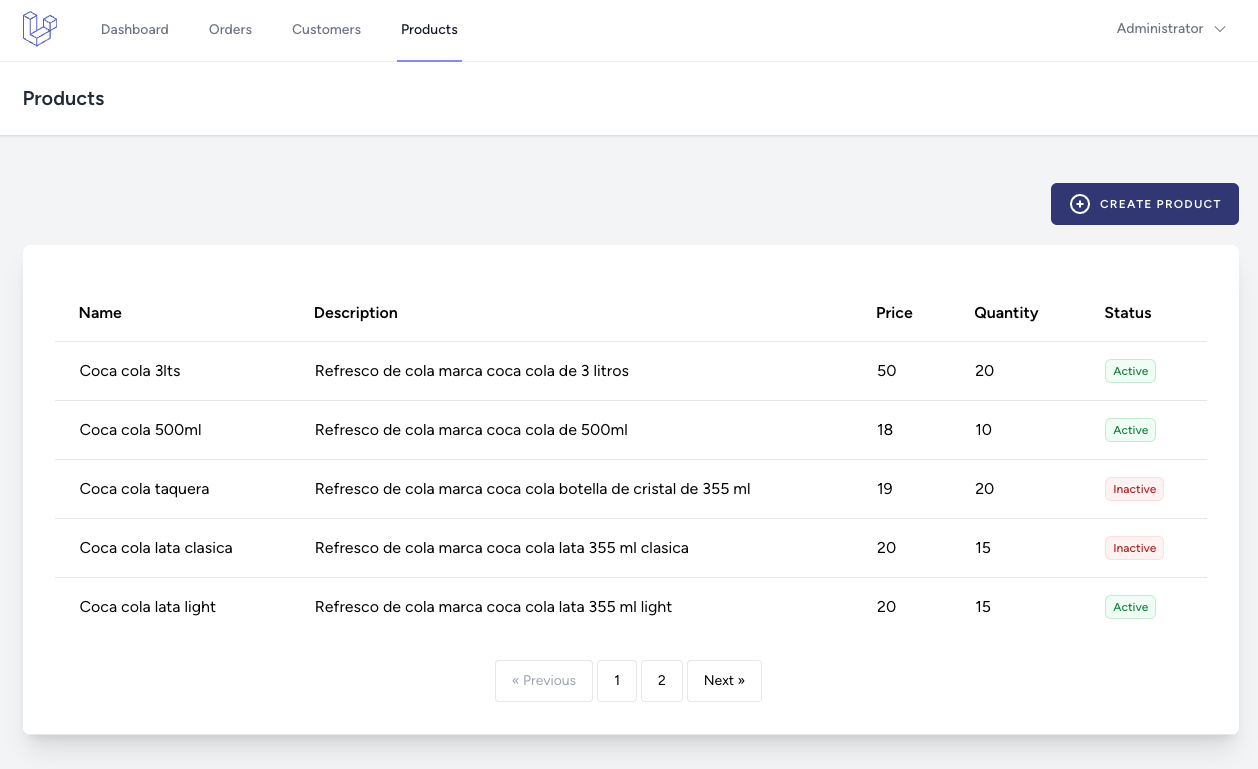 Dashboard Orders Customers Products Administrator
Products
CREATE PRODUCT
Name Description Price Quantity Status
Coca cola 3lts Refresco de cola marca coca cola de 3 litros 50 20 Active
Coca cola 500ml Refresco de cola marca coca cola de 500ml 18 10 Active
Coca cola taquera Refresco de cola marca coca cola botella de cristal de 355 ml 19 20 Inactive
Coca cola lata clasica Refresco de cola marca coca cola lata 355 ml clasica 20 15 Inactive
Coca cola lata light Refresco de cola marca coca cola lata 355 ml light 20 15 Active
« Previous 1 2 Next »